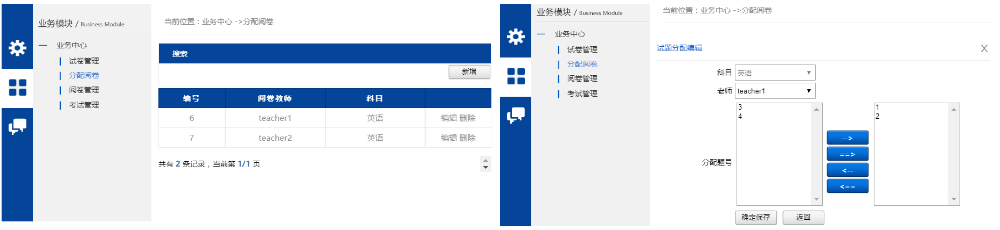 业务模块 / Business Module
业务中心
试卷管理
分配阅卷
阅卷管理
考试管理
当前位置：业务中心 ->分配阅卷
搜索
新增
编号 阅卷教师 科目
6 teacher1 英语 编辑 删除
7 teacher2 英语 编辑 删除
共有 2 条记录，当前第 1/1 页
业务模块 / Business Module
业务中心
试卷管理
分配阅卷
阅卷管理
考试管理
当前位置：业务中心 ->分配阅卷
试题分配编辑 X
科目 英语
老师 teacher1
分配题号
3
4
-->
==>
<--
<==
1
2
确定保存 返回